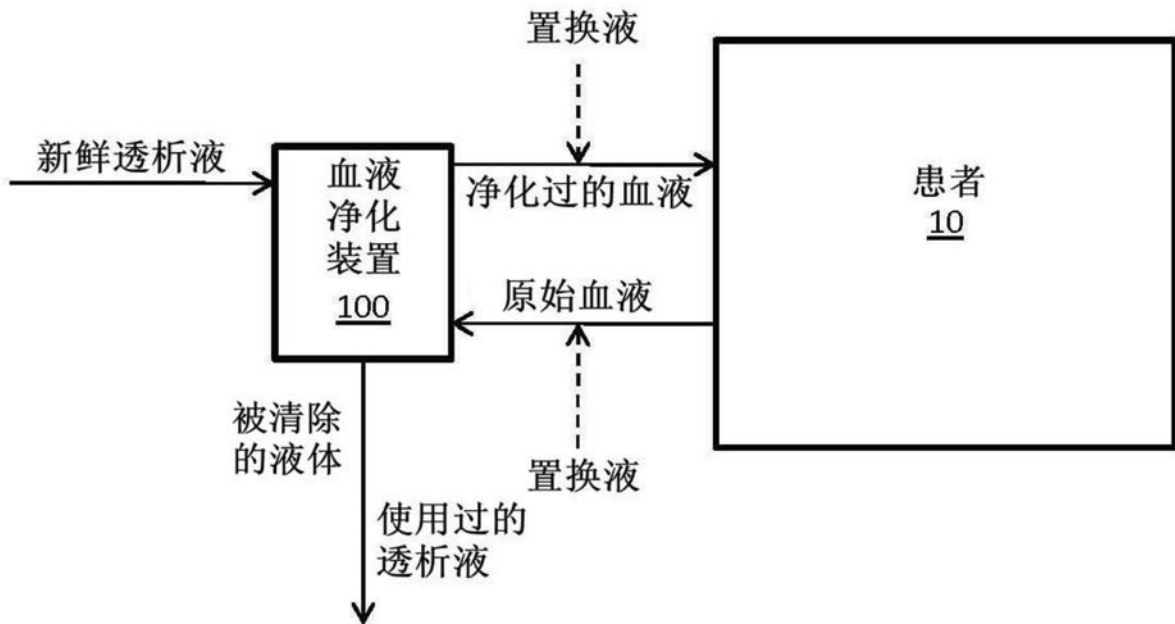 置换液
新鲜透析液
血液
净化
装置
100
净化过的血液
患者
10
原始血液
被清除
的液体
置换液
使用过的
透析液